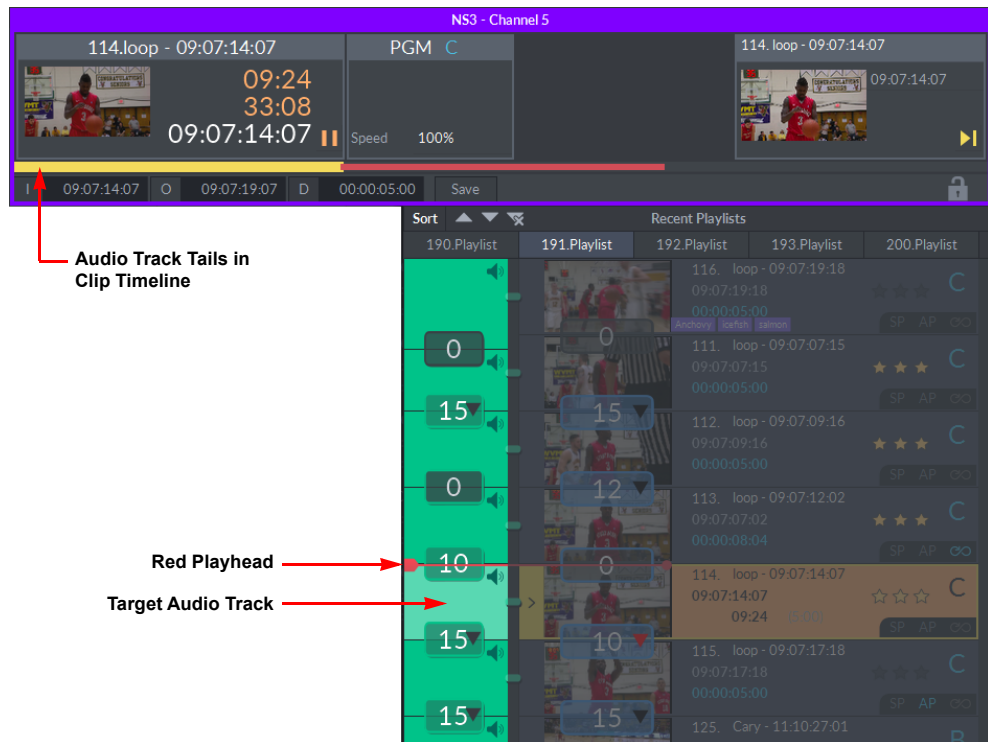 NS3 - Channel 5
114.loop - 09:07:14:07
09:24
33:08
09:07:14:07
PGM C
Speed 100%
114. loop - 09:07:14:07
CONGRATULATIONS
SENIORS
09:07:14:07
I 09:07:14:07 O 09:07:19:07 D 00:00:05:00 Save
Sort Recent Playlists
190.Playlist 191.Playlist 192.Playlist 193.Playlist 200.Playlist
Audio Track Tails in
Clip Timeline
116. loop - 09:07:19:18
09:07:19:18
00:00:05:00
C
Anchovy Icefish salmon
SP AP
0
0
111. loop - 09:07:07:15
09:07:07:15
00:00:05:00
C
SP AP
15
15
112. loop - 09:07:09:16
09:07:09:16
00:00:05:00
C
SP AP
0
12
113. loop - 09:07:12:02
09:07:07:02
00:00:08:04
C
SP AP
Red Playhead
10
0
114. loop - 09:07:14:07
09:07:14:07
09:24 (5:00)
C
SP AP
Target Audio Track
15
10
115. loop - 09:07:17:18
09:07:17:18
00:00:05:00
C
SP AP
15
15
125. Cary - 11:10:27:01
B